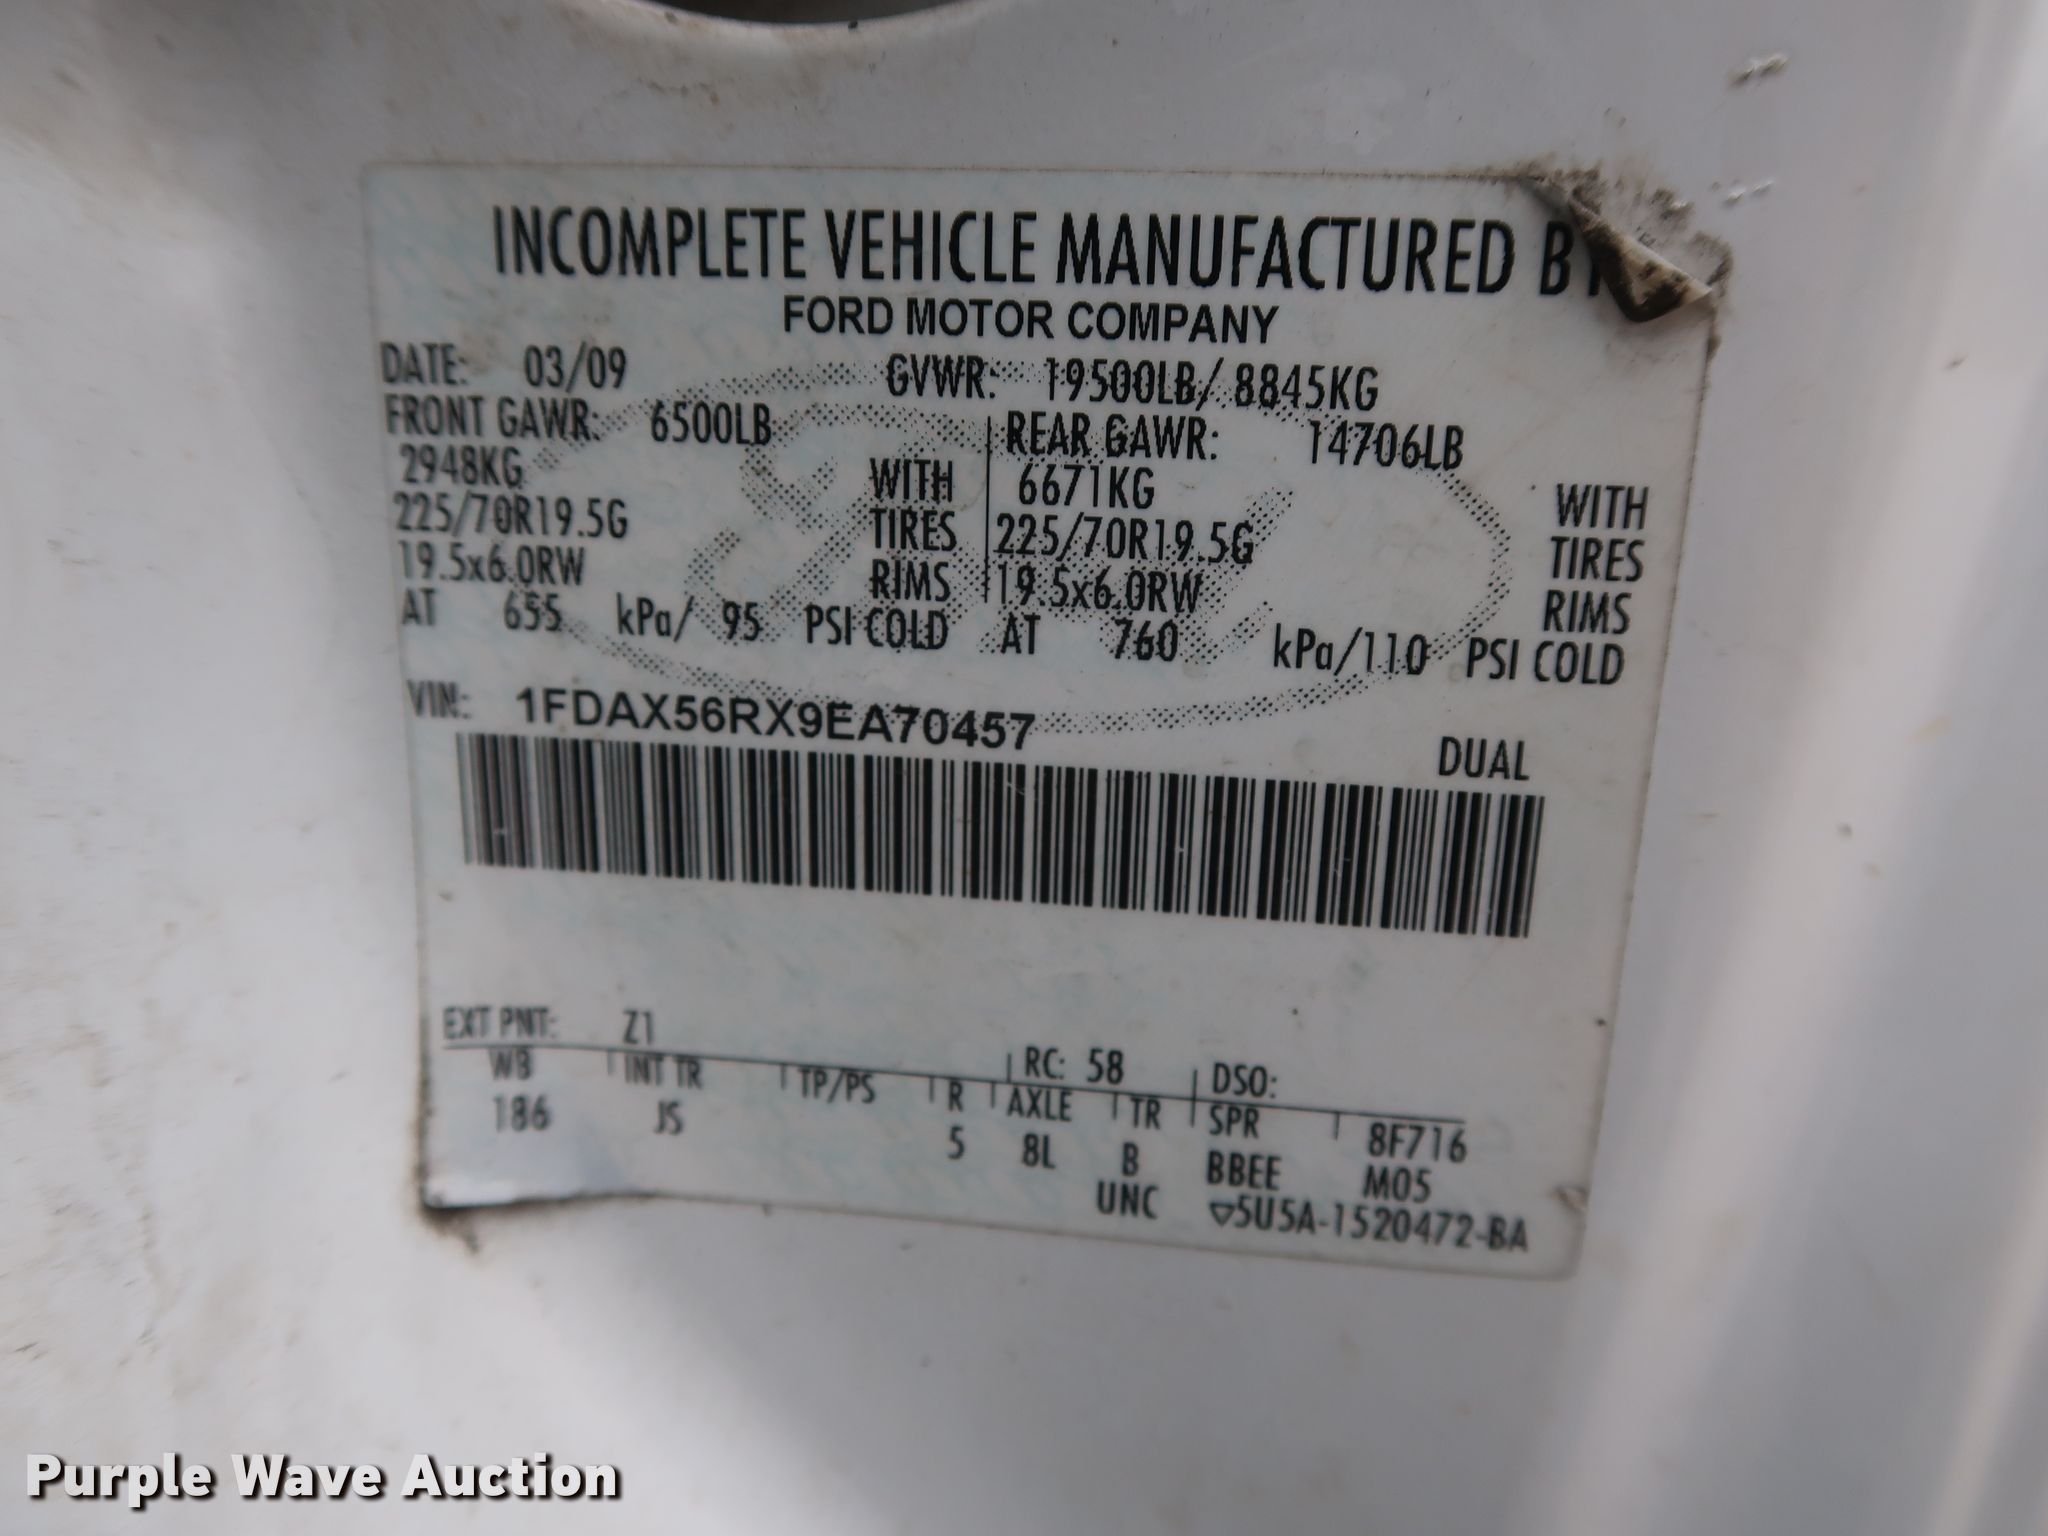 INCOMPLETE VEHICLE MANUFACTURED BY
FORD MOTOR COMPANY
DATE: 03/09 GVWR: 19500LB/ 8845KG
FRONT GAWR: 6500LB REAR GAWR: 14706LB
2948KG WITH 6671KG WITH
225/70R19.5G TIRES 225/70R19.5G TIRES
19.5x6.0RW RIMS 19.5x6.0RW RIMS
AT 655 kPa/ 95 PSI COLD AT 760 kPa/110 PSI COLD
VIN: 1FDAX56RX9EA70457
DUAL
EXT PNT: Z1 RC: 58 DSO:
WB INT TR TP/PS R AXLE TR SPR 8F716
186 JS 5 8L B BBEE M05
UNC ▽5U5A-1520472-BA
Purple Wave Auction